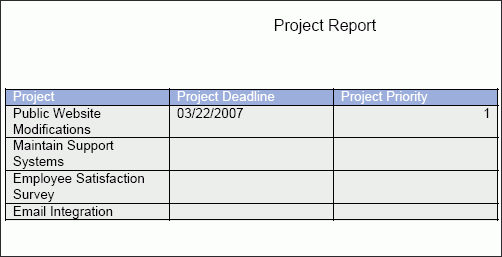 Project Report
Project Project Deadline Project Priority
Public Website 03/22/2007 1
Modifications
Maintain Support
Systems
Employee Satisfaction
Survey
Email Integration